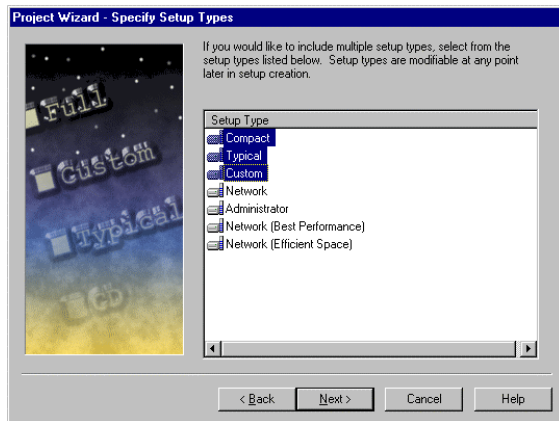 Project Wizard - Specify Setup Types
If you would like to include multiple setup types, select from the
setup types listed below. Setup types are modifiable at any point
later in setup creation.
Full
Custom
Typical
CD
Setup Type
Compact
Typical
Custom
Network
Administrator
Network (Best Performance)
Network (Efficient Space)
< Back
Next >
Cancel
Help